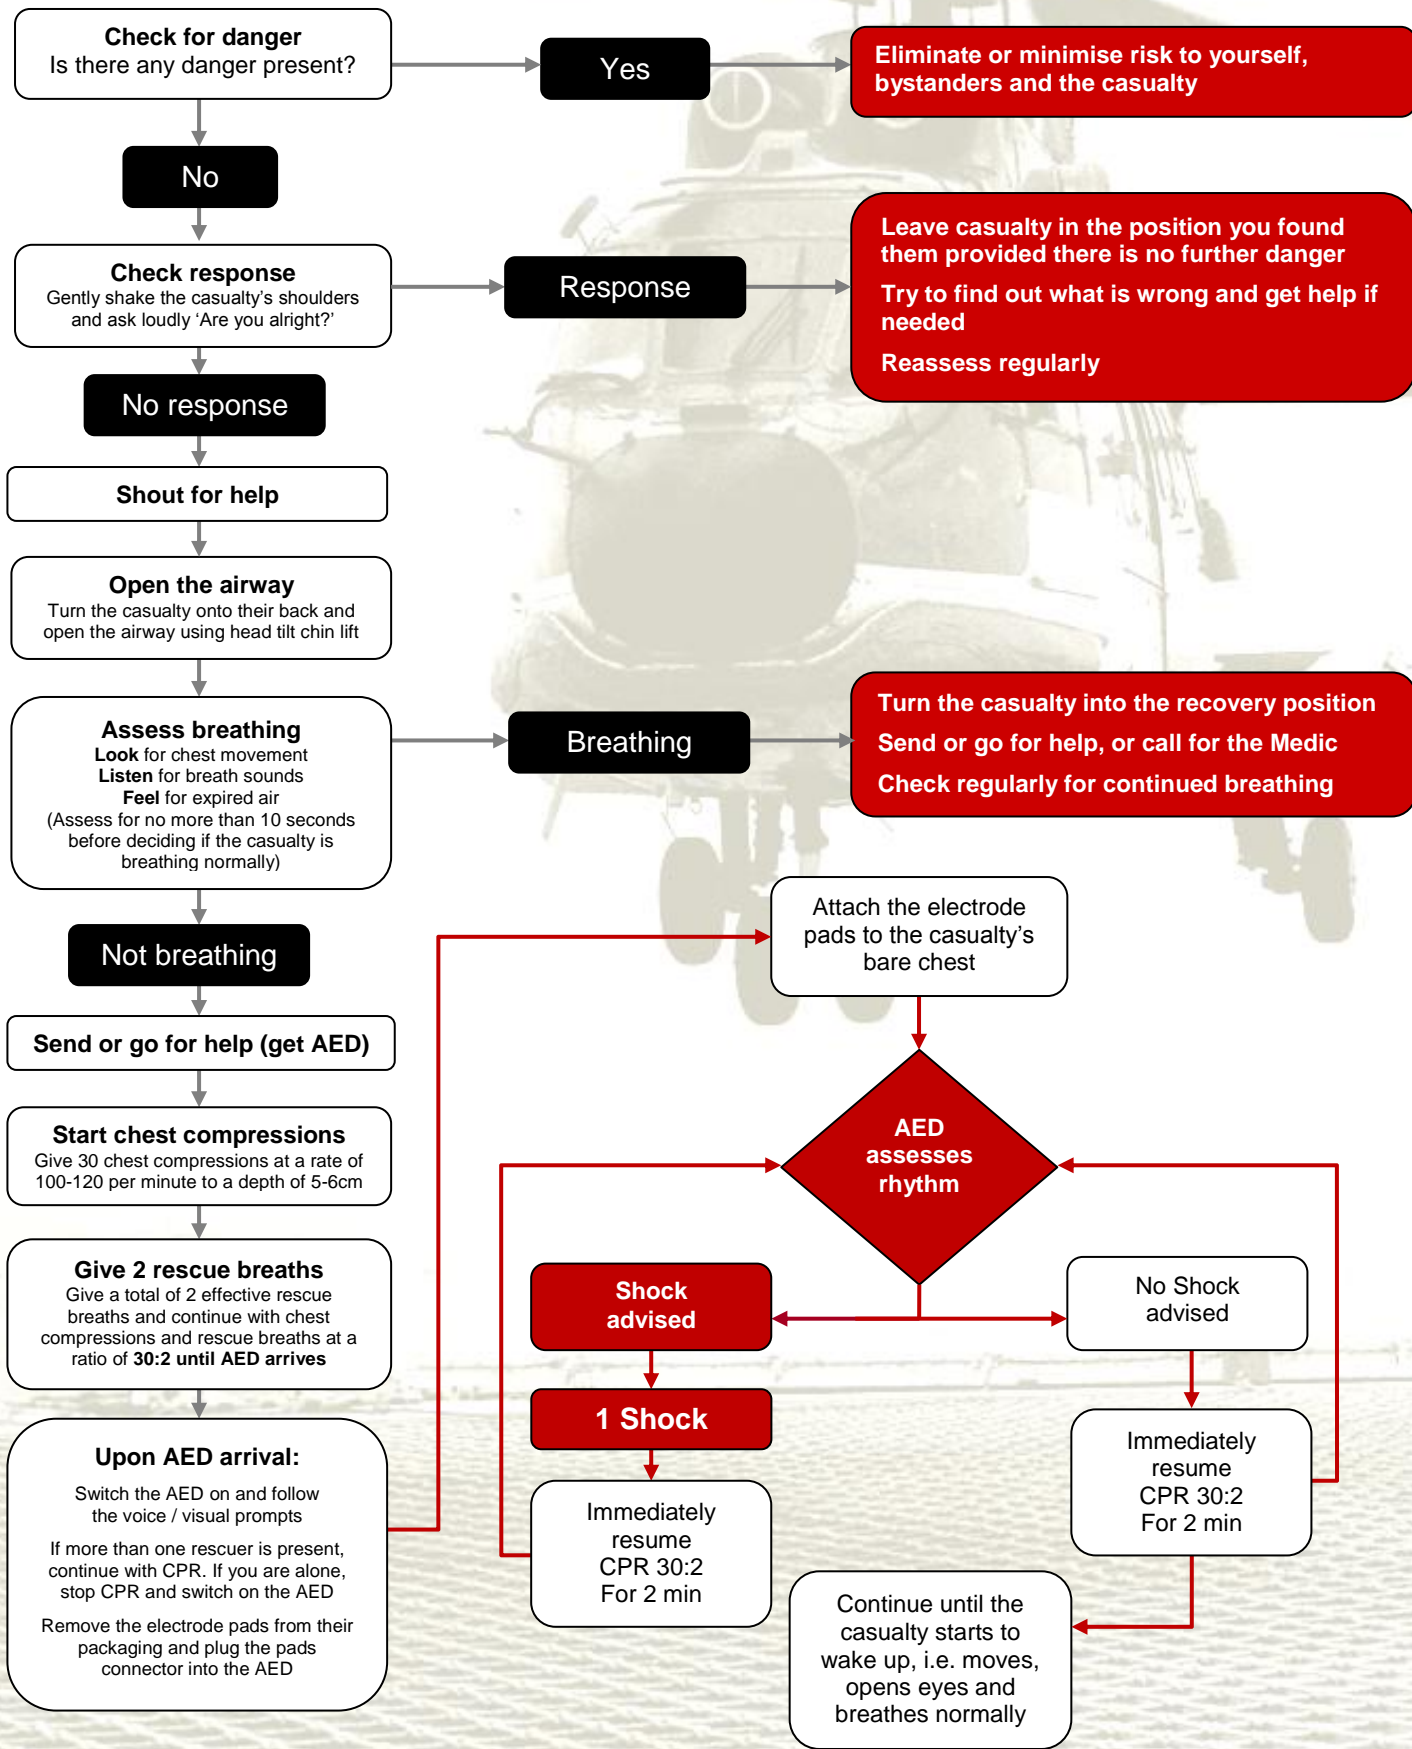 Check for danger
Is there any danger present?
Yes
Eliminate or minimise risk to yourself,
bystanders and the casualty
No
Check response
Gently shake the casualty’s shoulders
and ask loudly ‘Are you alright?’
Response
Leave casualty in the position you found
them provided there is no further danger
Try to find out what is wrong and get help if
needed
Reassess regularly
No response
Shout for help
Open the airway
Turn the casualty onto their back and
open the airway using head tilt chin lift
Assess breathing
Look for chest movement
Listen for breath sounds
Feel for expired air
(Assess for no more than 10 seconds
before deciding if the casualty is
breathing normally)
Breathing
Turn the casualty into the recovery position
Send or go for help, or call for the Medic
Check regularly for continued breathing
Not breathing
Send or go for help (get AED)
Start chest compressions
Give 30 chest compressions at a rate of
100-120 per minute to a depth of 5-6cm
Give 2 rescue breaths
Give a total of 2 effective rescue
breaths and continue with chest
compressions and rescue breaths at a
ratio of 30:2 until AED arrives
Upon AED arrival:
Switch the AED on and follow
the voice / visual prompts
If more than one rescuer is present,
continue with CPR. If you are alone,
stop CPR and switch on the AED
Remove the electrode pads from their
packaging and plug the pads
connector into the AED
Attach the electrode
pads to the casualty’s
bare chest
AED
assesses
rhythm
Shock
advised
1 Shock
Immediately
resume
CPR 30:2
For 2 min
No Shock
advised
Immediately
resume
CPR 30:2
For 2 min
Continue until the
casualty starts to
wake up, i.e. moves,
opens eyes and
breathes normally